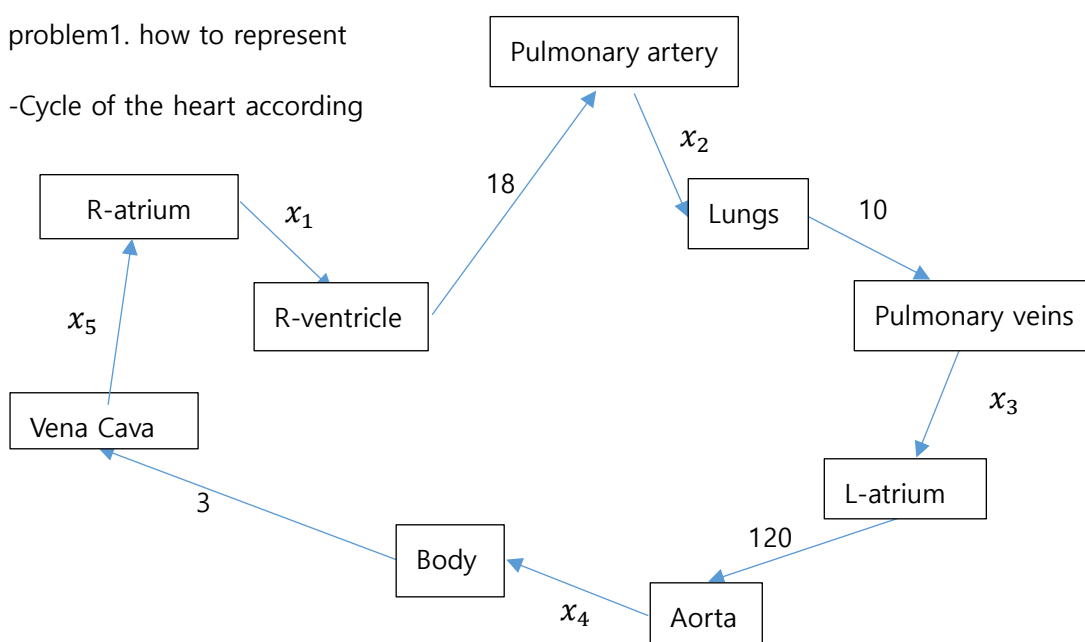 problem1. how to represent
-Cycle of the heart according
Pulmonary artery
x₂
18
Lungs
10
R-atrium
x₁
R-ventricle
Pulmonary veins
x₅
x₃
Vena Cava
L-atrium
3
120
Body
x₄
Aorta